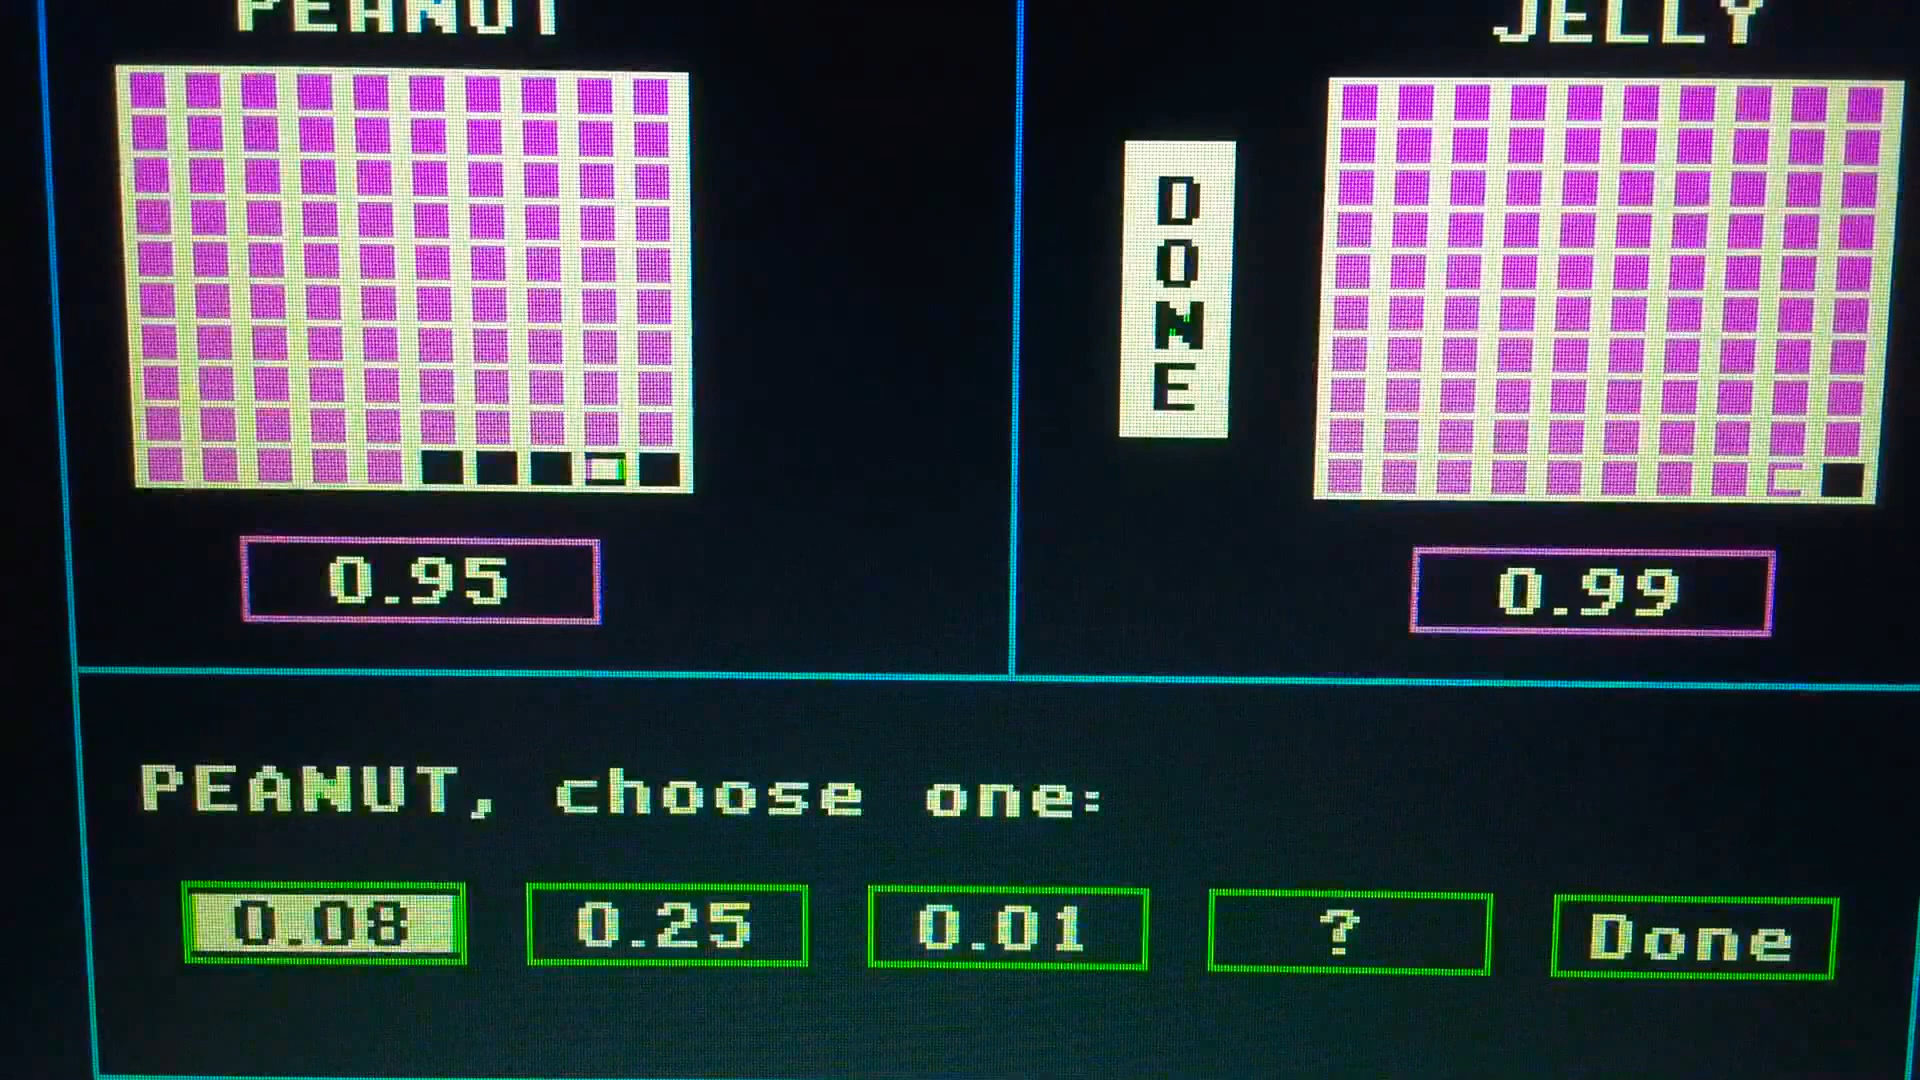 PEANUT
JELLY
DONE
0.95
0.99
PEANUT, choose one:
0.08
0.25
0.01
?
Done